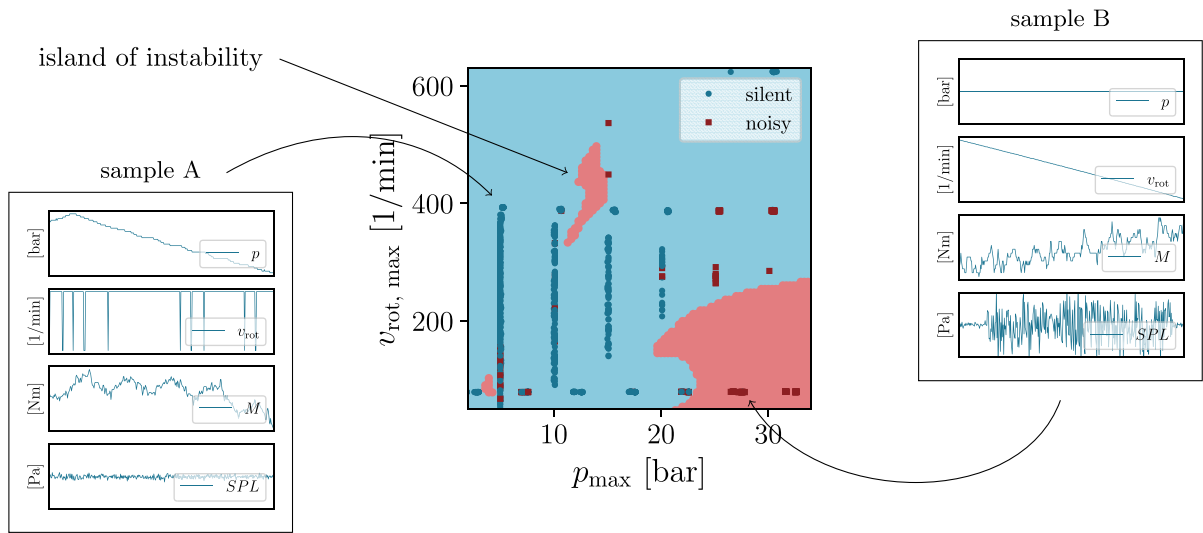 sample B
island of instability
sample A
[bar]
p
[1/min]
v_rot
[Nm]
M
[Pa]
SPL
600
400
200
v_rot, max [1/min]
silent
noisy
10
20
30
p_max [bar]
[bar]
p
[1/min]
v_rot
[Nm]
M
[Pa]
SPL